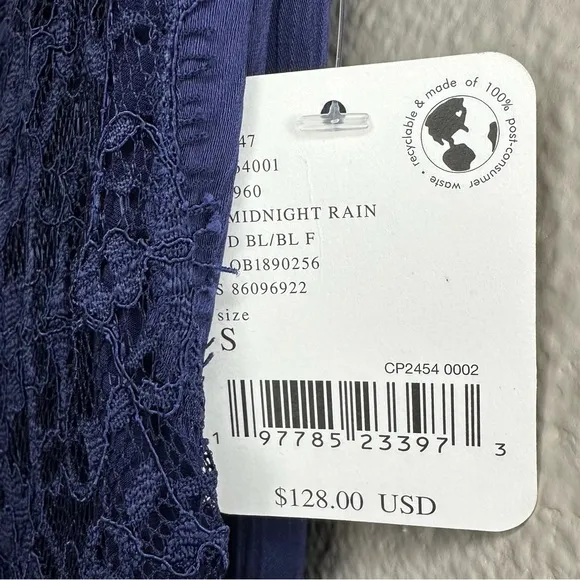 recyclable & made of 100% post-consumer waste •
47
4001
960
MIDNIGHT RAIN
D BL/BL F
OB1890256
S 86096922
size
S
CP2454 0002
1 97785 23397 3
$128.00 USD